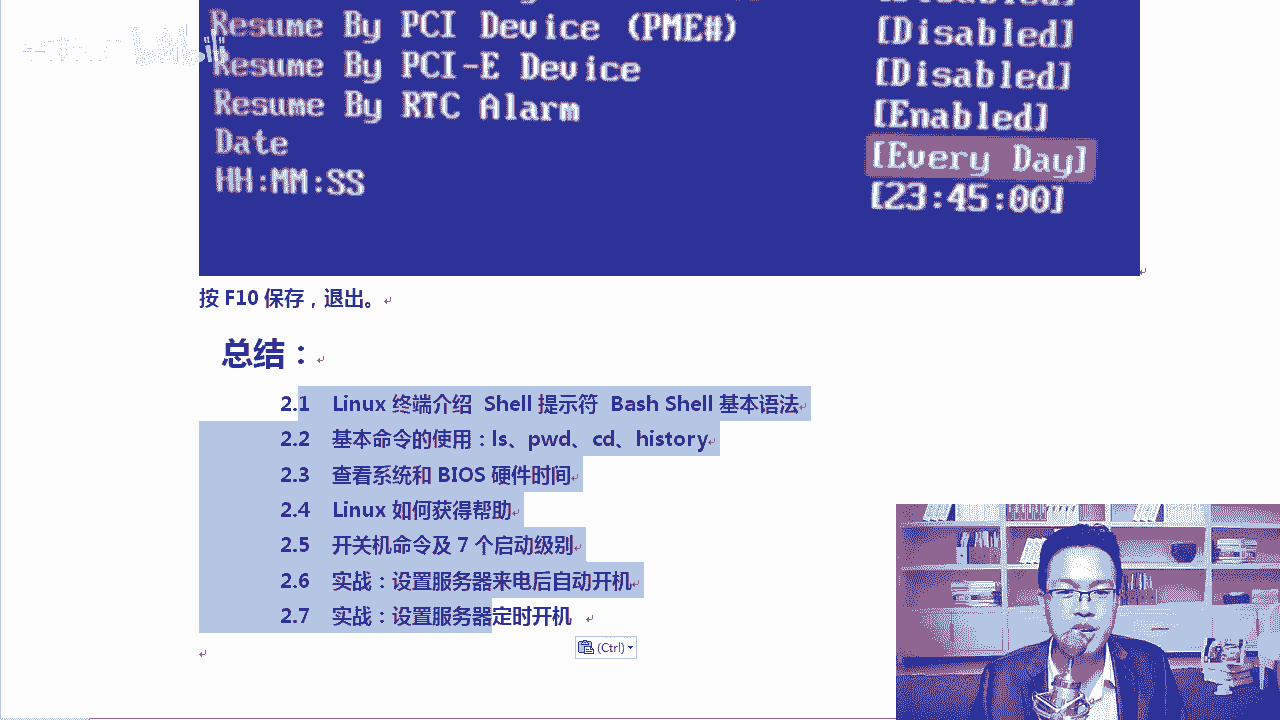 Resume By PCI Device (PME#) [Disabled]
Resume By PCI-E Device [Disabled]
Resume By RTC Alarm [Enabled]
Date [Every Day]
HH:MM:SS [23:45:00]
按 F10 保存，退出。
总结：
2.1 Linux 终端介绍 Shell 提示符 Bash Shell 基本语法
2.2 基本命令的使用：ls、pwd、cd、history
2.3 查看系统和 BIOS 硬件时间
2.4 Linux 如何获得帮助
2.5 开关机命令及 7 个启动级别
2.6 实战：设置服务器来电后自动开机
2.7 实战：设置服务器定时开机
(Ctrl)